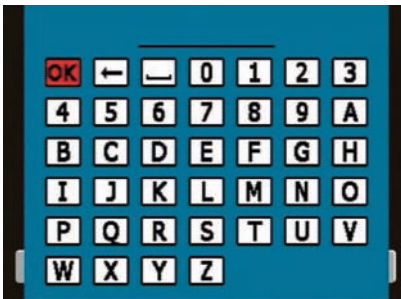 OK ← ⎵ 0 1 2 3
4 5 6 7 8 9 A
B C D E F G H
I J K L M N O
P Q R S T U V
W X Y Z